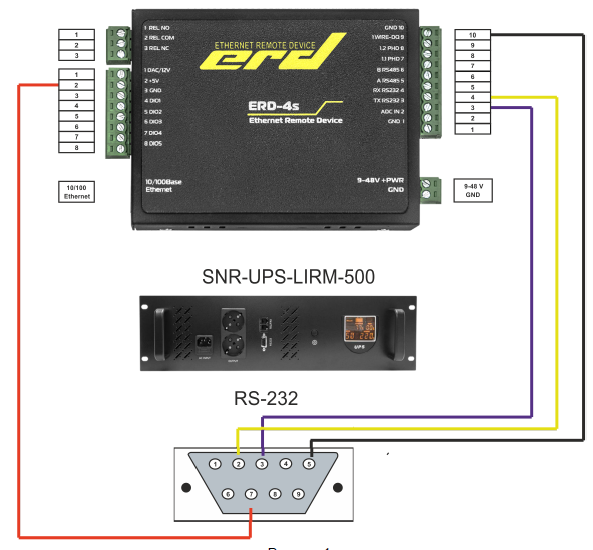 1
2
3
1
2
3
4
5
6
7
8
10/100
Ethernet
1 REL NO
2 REL COM
3 REL NC
1 DAC/12V
2 +5V
3 GND
4 DIO1
5 DIO2
6 DIO3
7 DIO4
8 DIO5
10/100Base
Ethernet
ETHERNET REMOTE DEVICE
erd
ERD-4s
Ethernet Remote Device
GND 10
1WIRE-DQ 9
1.2 PHD 8
1.1 PHD 7
B RS485 6
A RS485 5
RX RS232 4
TX RS232 3
ADC IN 2
GND 1
9-48V +PWR
GND
10
9
8
7
6
5
4
3
2
1
9-48 V
GND
SNR-UPS-LIRM-500
UPS
RS-232
1
2
3
4
5
6
7
8
9